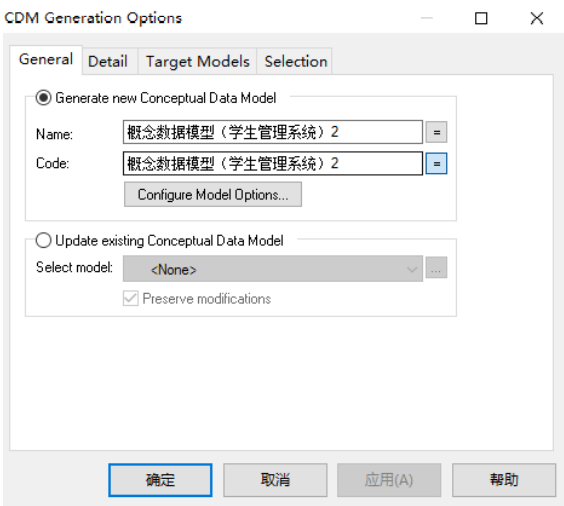 CDM Generation Options
General Detail Target Models Selection
Generate new Conceptual Data Model
Name: 概念数据模型（学生管理系统）2 =
Code: 概念数据模型（学生管理系统）2 =
Configure Model Options...
Update existing Conceptual Data Model
Select model: <None> ...
Preserve modifications
确定 取消 应用(A) 帮助